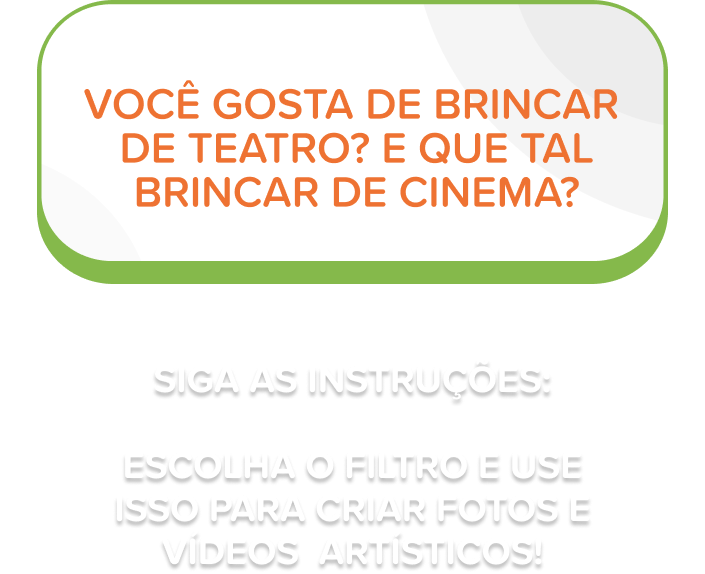 VOCÊ GOSTA DE BRINCAR
DE TEATRO? E QUE TAL
BRINCAR DE CINEMA?
SIGA AS INSTRUÇÕES:
ESCOLHA O FILTRO E USE
ISSO PARA CRIAR FOTOS E
VÍDEOS ARTÍSTICOS!